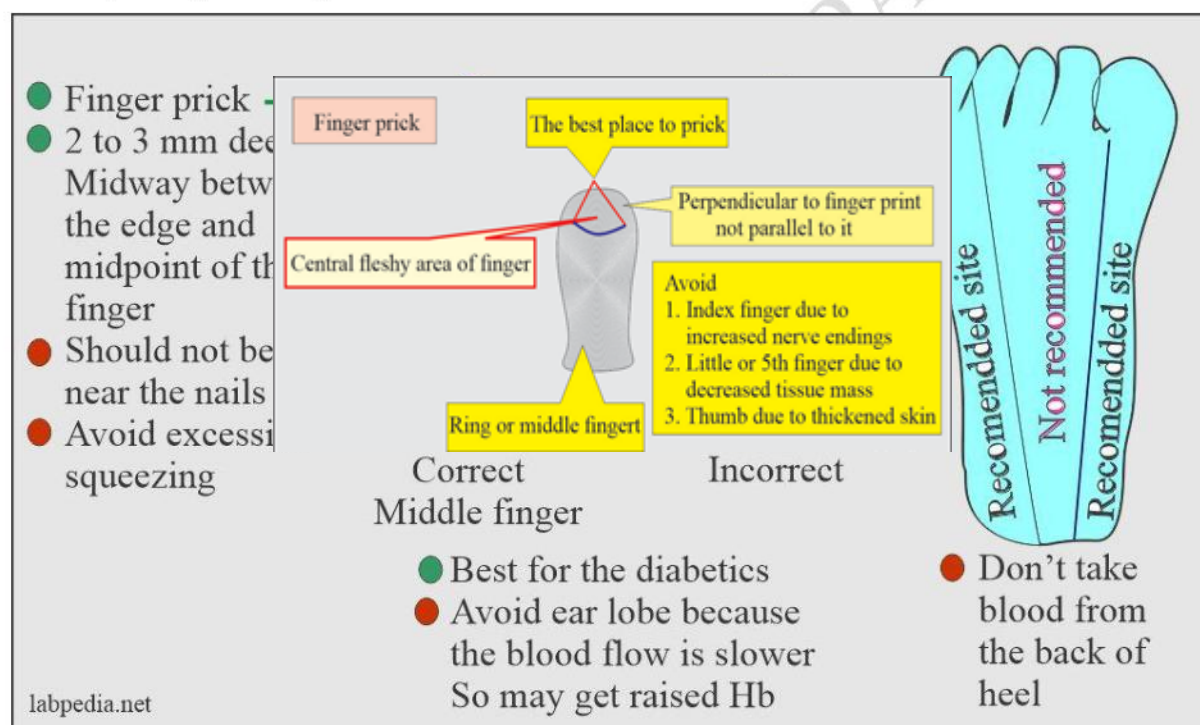 Finger prick
2 to 3 mm dee
Midway betw
the edge and
midpoint of th
finger
Should not be
near the nails
Avoid excessi
squeezing
Finger prick
The best place to prick
Perpendicular to finger print
not parallel to it
Central fleshy area of finger
Avoid
1. Index finger due to
increased nerve endings
2. Little or 5th finger due to
decreased tissue mass
3. Thumb due to thickened skin
Ring or middle fingert
Correct
Middle finger
Incorrect
Best for the diabetics
Avoid ear lobe because
the blood flow is slower
So may get raised Hb
Recomendded site
Not recommended
Recomendded site
Don't take
blood from
the back of
heel
labpedia.net